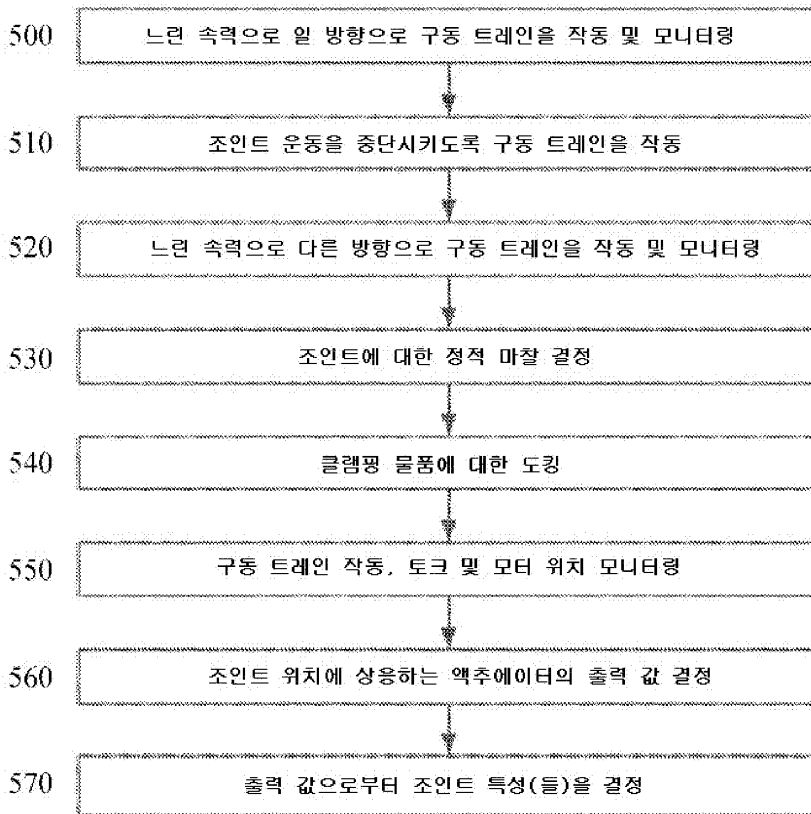 500 느린 속력으로 일 방향으로 구동 트레인을 작동 및 모니터링
510 조인트 운동을 중단시키도록 구동 트레인을 작동
520 느린 속력으로 다른 방향으로 구동 트레인을 작동 및 모니터링
530 조인트에 대한 정적 마찰 결정
540 클램핑 물품에 대한 도킹
550 구동 트레인 작동, 토크 및 모터 위치 모니터링
560 조인트 위치에 상응하는 액추에이터의 출력 값 결정
570 출력 값으로부터 조인트 특성(들)을 결정